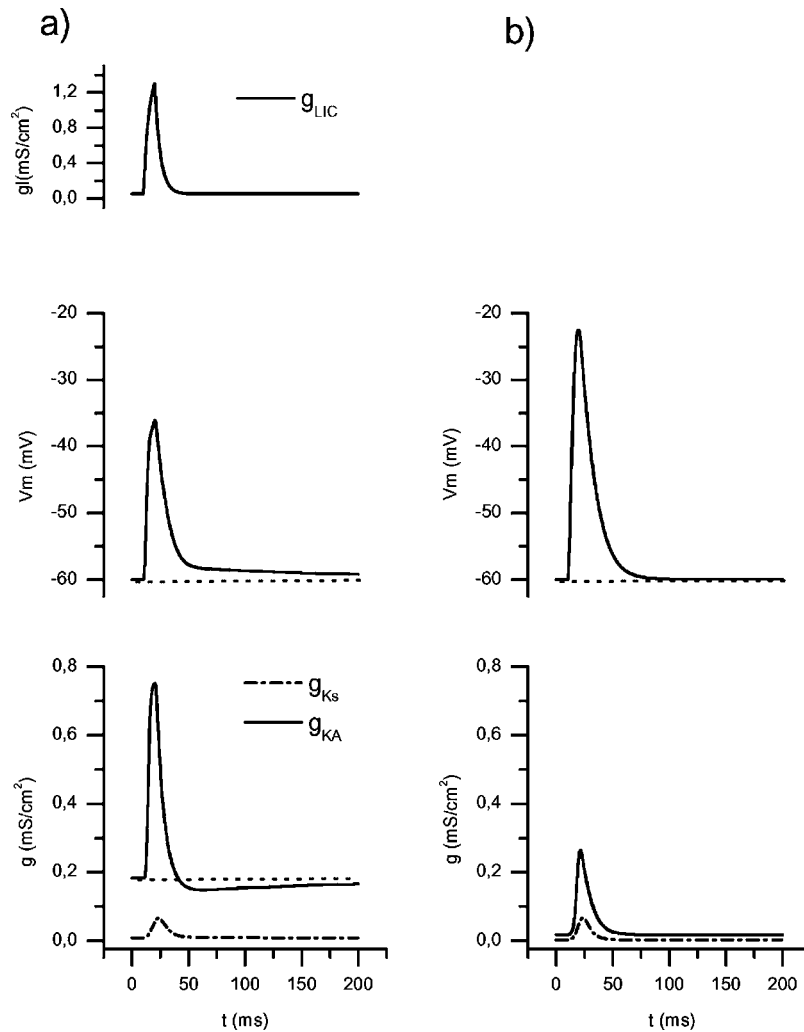 a)
b)
gl(mS/cm²)
1,2
0,8
0,4
0,0
g_LIC
Vm (mV)
-20
-30
-40
-50
-60
Vm (mV)
-20
-30
-40
-50
-60
g (mS/cm²)
0,8
0,6
0,4
0,2
0,0
g_Ks
g_KA
0 50 100 150 200
t (ms)
g (mS/cm²)
0,8
0,6
0,4
0,2
0,0
0 50 100 150 200
t (ms)